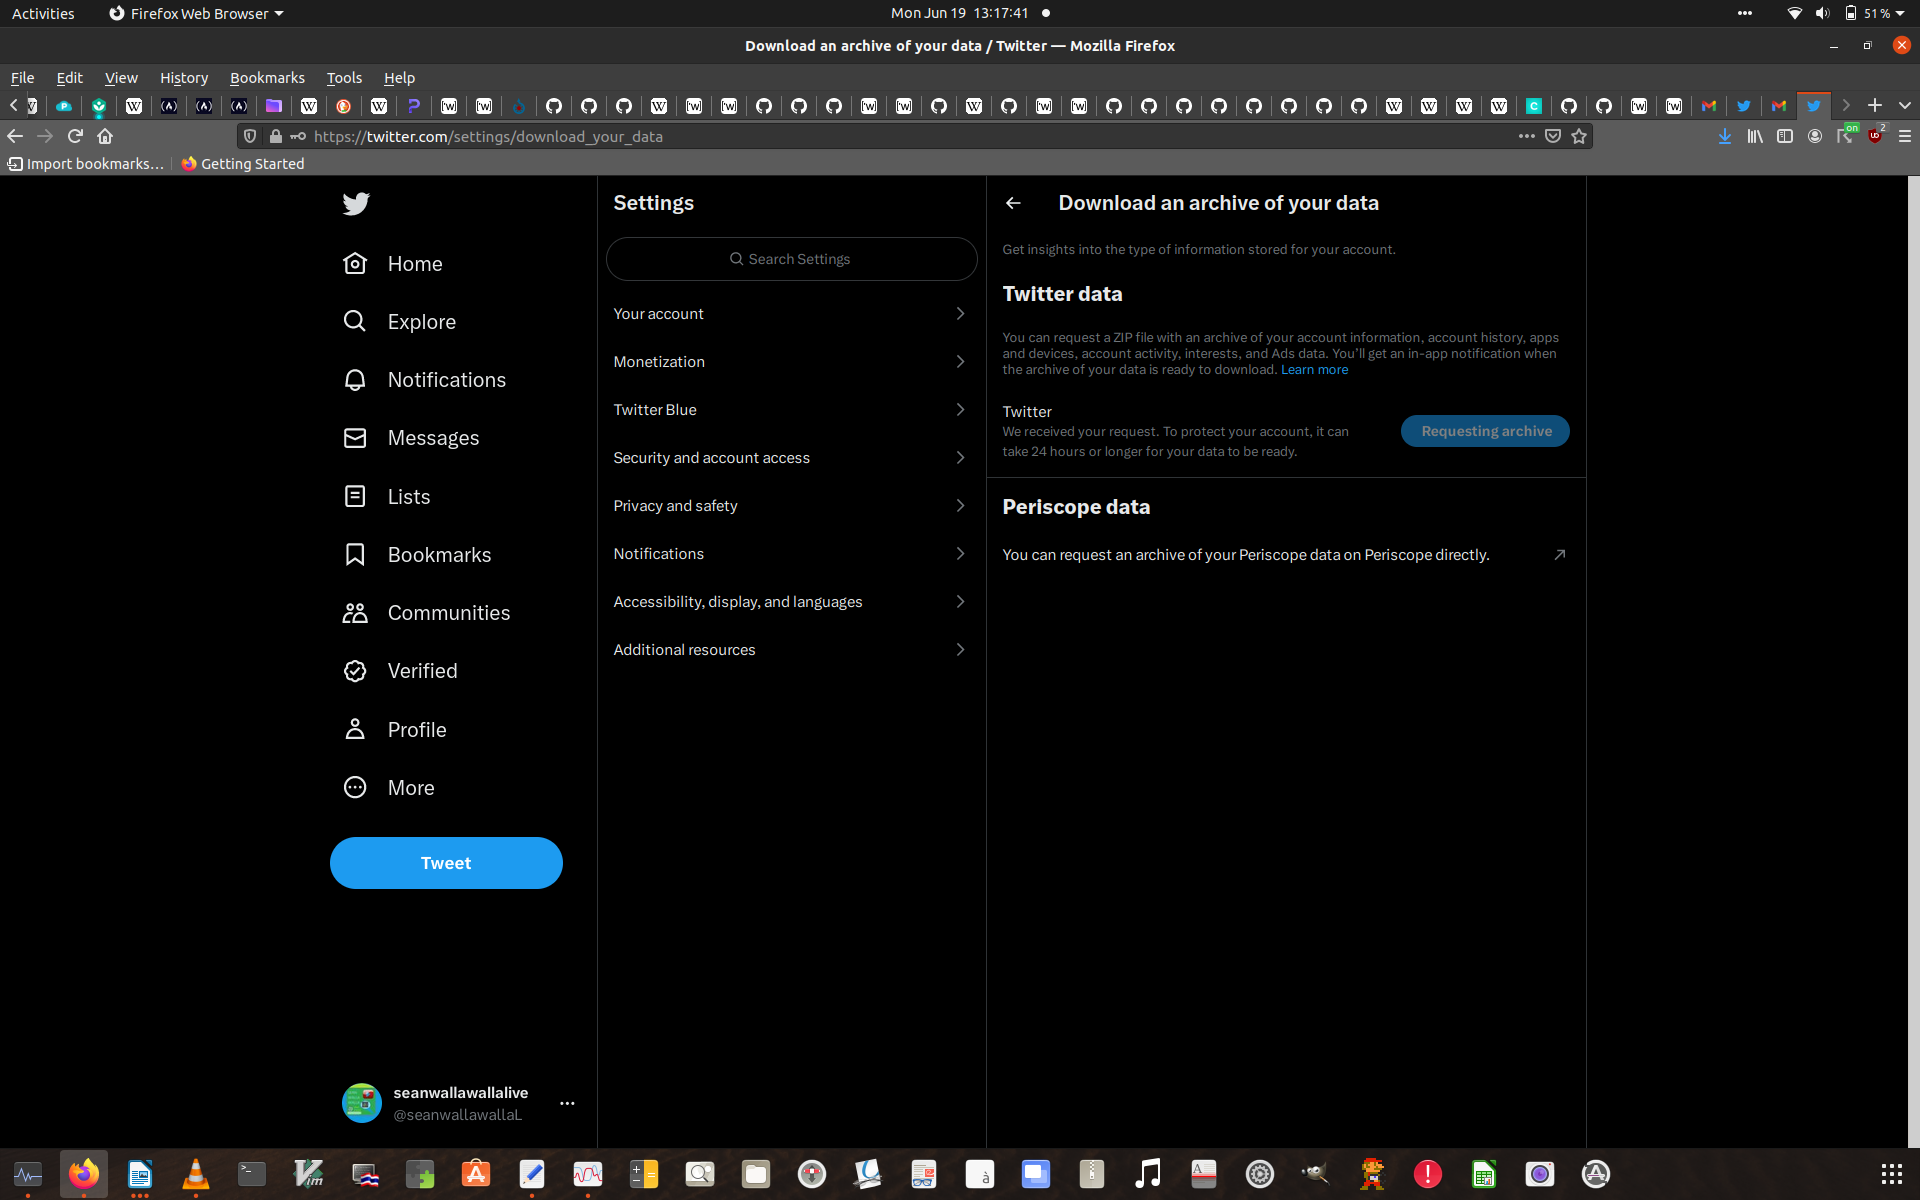 Activities
Firefox Web Browser
Mon Jun 19 13:17:41
51 %
Download an archive of your data / Twitter — Mozilla Firefox
File Edit View History Bookmarks Tools Help
https://twitter.com/settings/download_your_data
on
2
Import bookmarks...
Getting Started
Home
Explore
Notifications
Messages
Lists
Bookmarks
Communities
Verified
Profile
More
Tweet
seanwallawallalive
@seanwallawallaL
Settings
Search Settings
Your account
Monetization
Twitter Blue
Security and account access
Privacy and safety
Notifications
Accessibility, display, and languages
Additional resources
Download an archive of your data
Get insights into the type of information stored for your account.
Twitter data
You can request a ZIP file with an archive of your account information, account history, apps
and devices, account activity, interests, and Ads data. You’ll get an in-app notification when
the archive of your data is ready to download. Learn more
Twitter
We received your request. To protect your account, it can
take 24 hours or longer for your data to be ready.
Requesting archive
Periscope data
You can request an archive of your Periscope data on Periscope directly.